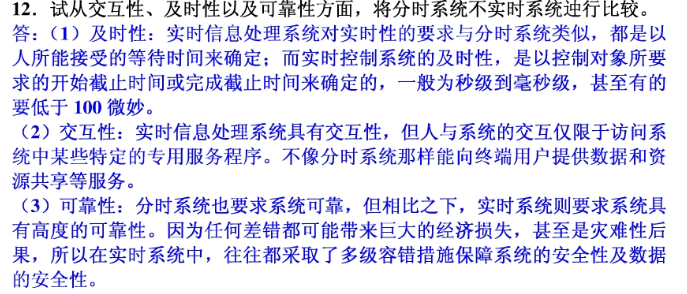 12．试从交互性、及时性以及可靠性方面，将分时系统不实时系统迚行比较。
答：（1）及时性：实时信息处理系统对实时性的要求与分时系统类似，都是以
人所能接受的等待时间来确定；而实时控制系统的及时性，是以控制对象所要
求的开始截止时间或完成截止时间来确定的，一般为秒级到毫秒级，甚至有的
要低于 100 微妙。
（2）交互性：实时信息处理系统具有交互性，但人与系统的交互仅限于访问系
统中某些特定的专用服务程序。不像分时系统那样能向终端用户提供数据和资
源共享等服务。
（3）可靠性：分时系统也要求系统可靠，但相比之下，实时系统则要求系统具
有高度的可靠性。因为任何差错都可能带来巨大的经济损失，甚至是灾难性后
果，所以在实时系统中，往往都采取了多级容错措施保障系统的安全性及数据
的安全性。